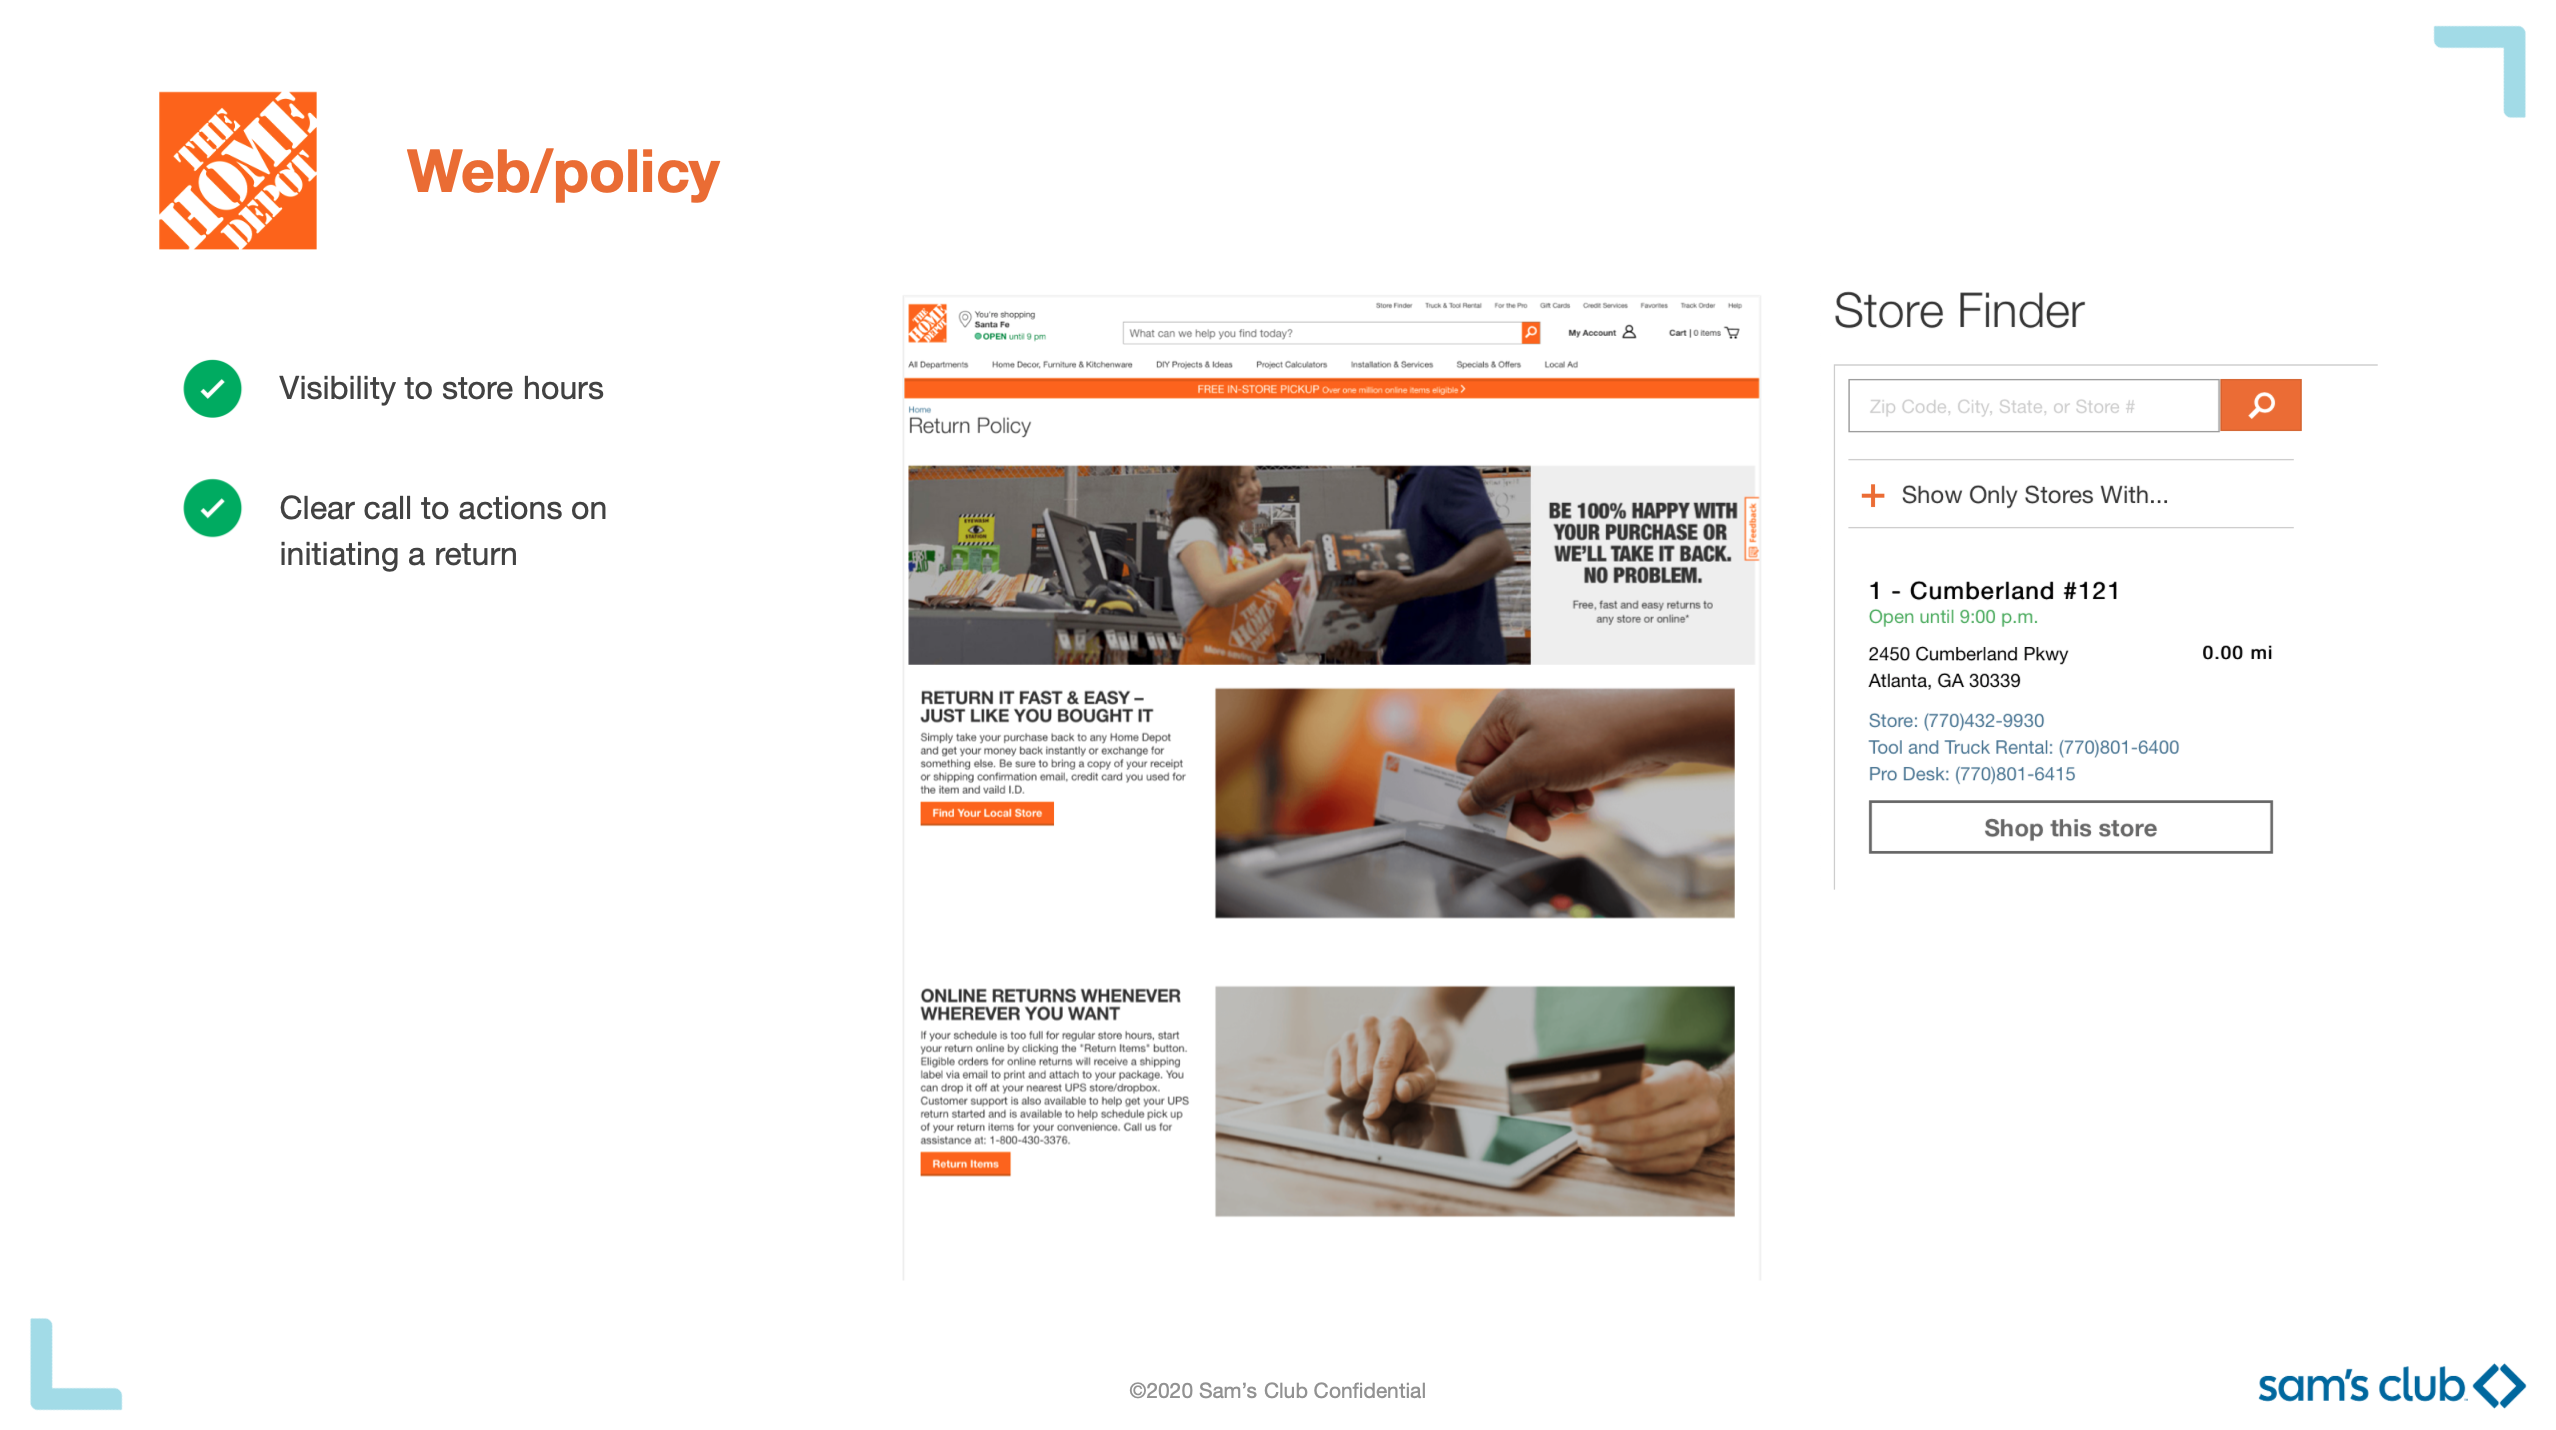 THE
HOME
DEPOT
Web/policy
Visibility to store hours
Clear call to actions on
initiating a return
Store Finder Truck & Tool Rental For the Pro Gift Cards Credit Services Favorites Track Order Help
THE
HOME
DEPOT
You're shopping
Santa Fe
OPEN until 9 pm
What can we help you find today?
My Account
Cart | 0 items
All Departments Home Decor, Furniture & Kitchenware DIY Projects & Ideas Project Calculators Installation & Services Specials & Offers Local Ad
FREE IN-STORE PICKUP Over one million online items eligible >
Home
Return Policy
EYEWASH
STATION
THE
HOME
DEPOT
More saving.
BE 100% HAPPY WITH
YOUR PURCHASE OR
WE'LL TAKE IT BACK.
NO PROBLEM.
Free, fast and easy returns to
any store or online*
Feedback
RETURN IT FAST & EASY –
JUST LIKE YOU BOUGHT IT
Simply take your purchase back to any Home Depot
and get your money back instantly or exchange for
something else. Be sure to bring a copy of your receipt
or shipping confirmation email, credit card you used for
the item and vaild I.D.
Find Your Local Store
ONLINE RETURNS WHENEVER
WHEREVER YOU WANT
If your schedule is too full for regular store hours, start
your return online by clicking the "Return Items" button.
Eligible orders for online returns will receive a shipping
label via email to print and attach to your package. You
can drop it off at your nearest UPS store/dropbox.
Customer support is also available to help get your UPS
return started and is available to help schedule pick up
of your return items for your convenience. Call us for
assistance at: 1-800-430-3376.
Return Items
Store Finder
Zip Code, City, State, or Store #
+ Show Only Stores With...
1 - Cumberland #121
Open until 9:00 p.m.
2450 Cumberland Pkwy 0.00 mi
Atlanta, GA 30339
Store: (770)432-9930
Tool and Truck Rental: (770)801-6400
Pro Desk: (770)801-6415
Shop this store
©2020 Sam's Club Confidential
sam's club